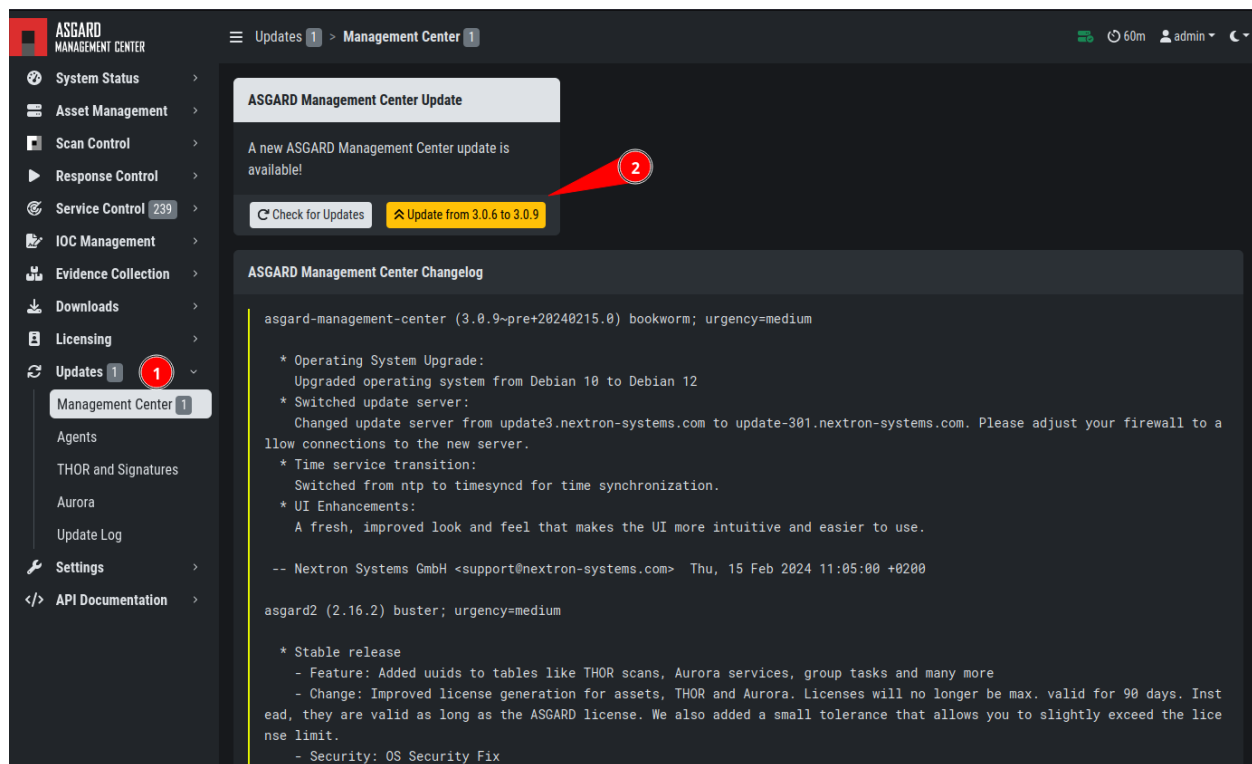 ASGARD
MANAGEMENT CENTER
Updates 1 > Management Center 1
60m admin
System Status
Asset Management
Scan Control
Response Control
Service Control 239
IOC Management
Evidence Collection
Downloads
Licensing
Updates 1
1
Management Center 1
Agents
THOR and Signatures
Aurora
Update Log
Settings
API Documentation
ASGARD Management Center Update
A new ASGARD Management Center update is
available!
2
Check for Updates
Update from 3.0.6 to 3.0.9
ASGARD Management Center Changelog
asgard-management-center (3.0.9~pre+20240215.0) bookworm; urgency=medium
* Operating System Upgrade:
Upgraded operating system from Debian 10 to Debian 12
* Switched update server:
Changed update server from update3.nextron-systems.com to update-301.nextron-systems.com. Please adjust your firewall to a
llow connections to the new server.
* Time service transition:
Switched from ntp to timesyncd for time synchronization.
* UI Enhancements:
A fresh, improved look and feel that makes the UI more intuitive and easier to use.
-- Nextron Systems GmbH <support@nextron-systems.com>  Thu, 15 Feb 2024 11:05:00 +0200
asgard2 (2.16.2) buster; urgency=medium
* Stable release
- Feature: Added uuids to tables like THOR scans, Aurora services, group tasks and many more
- Change: Improved license generation for assets, THOR and Aurora. Licenses will no longer be max. valid for 90 days. Inst
ead, they are valid as long as the ASGARD license. We also added a small tolerance that allows you to slightly exceed the lice
nse limit.
- Security: OS Security Fix